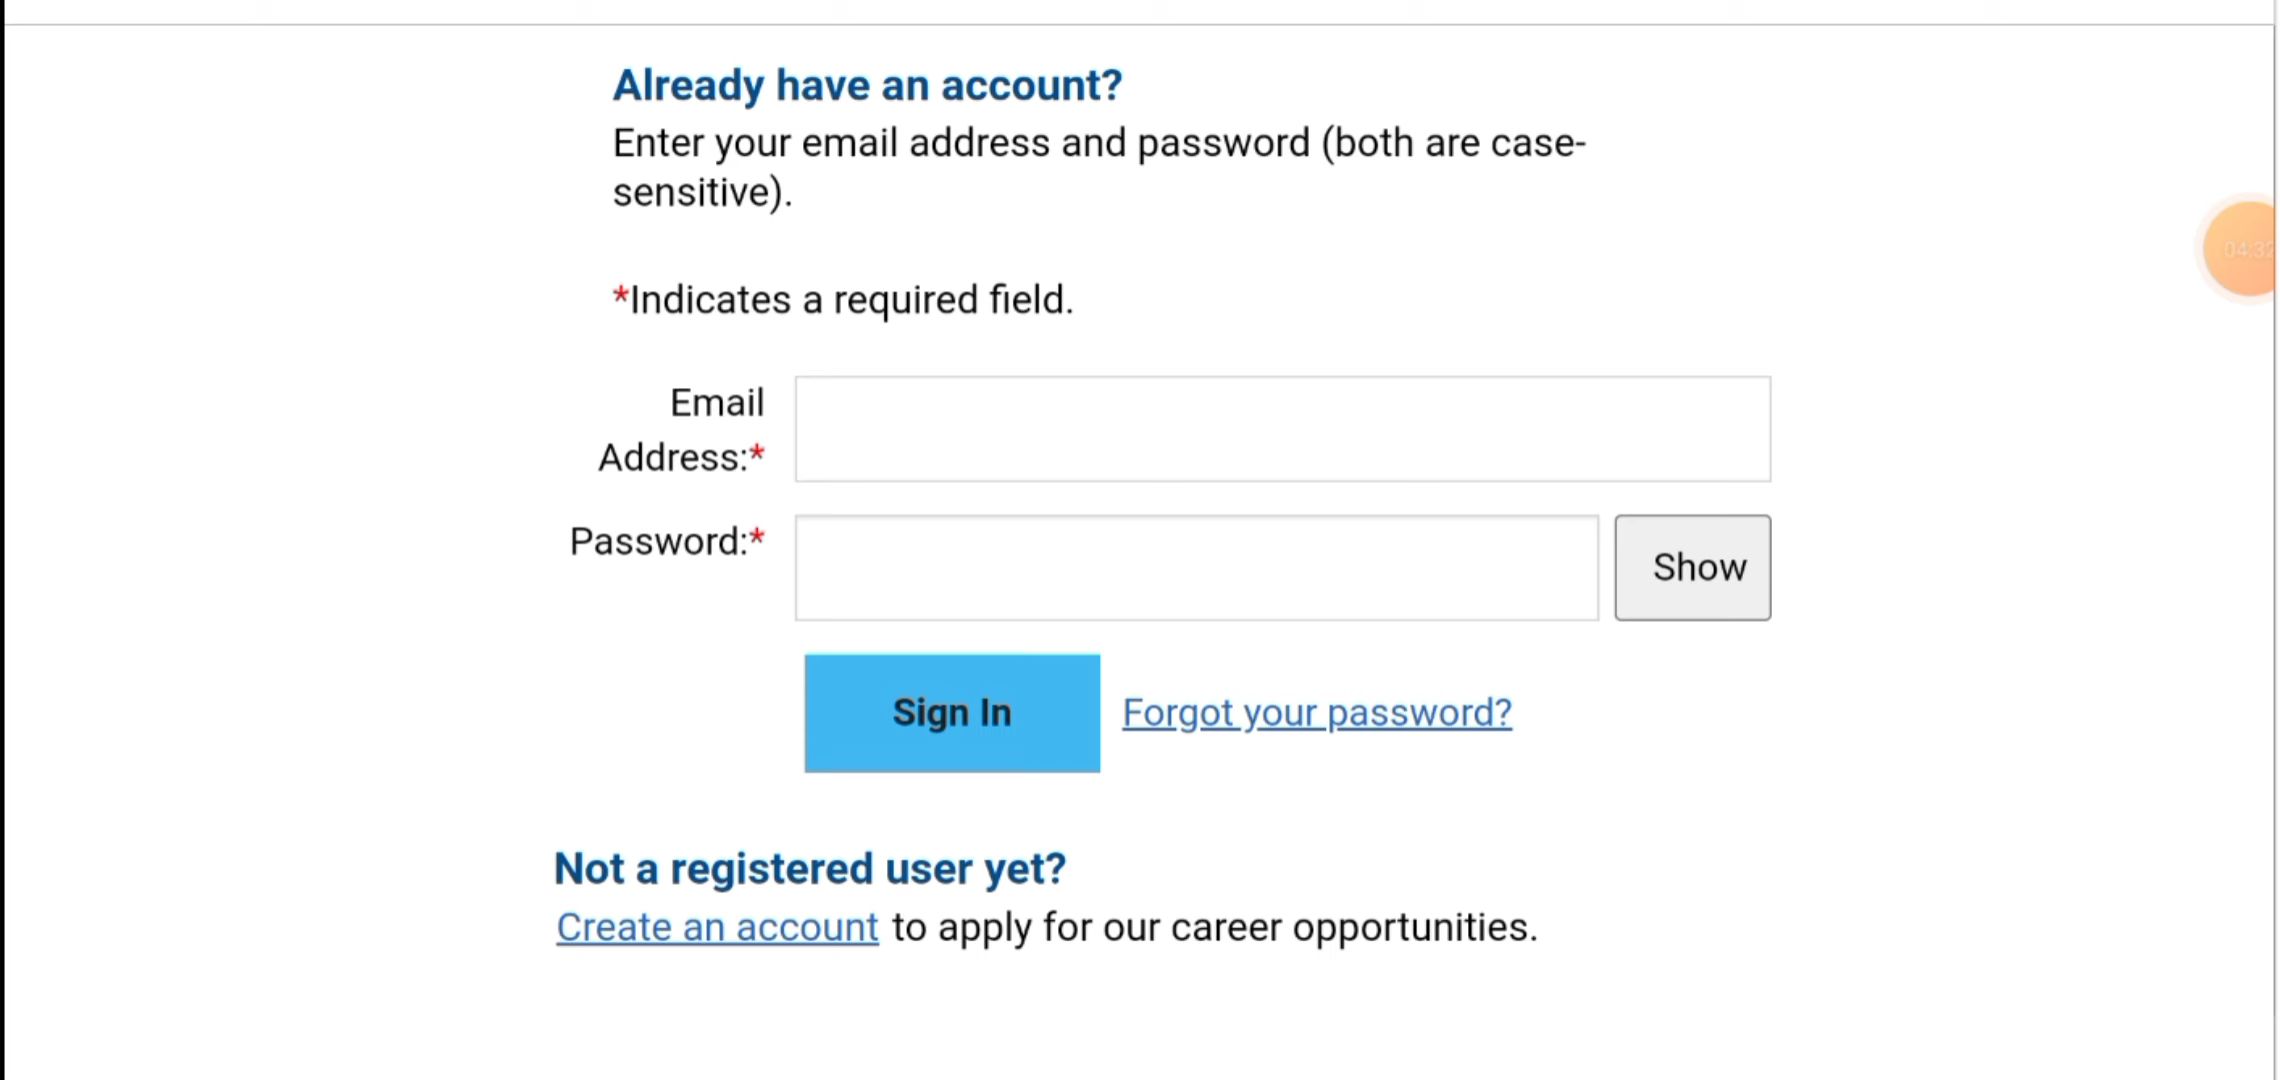 Already have an account?
Enter your email address and password (both are case-
sensitive).
*Indicates a required field.
Email
Address:*
Password:*
Show
Sign In
Forgot your password?
Not a registered user yet?
Create an account to apply for our career opportunities.
04:32